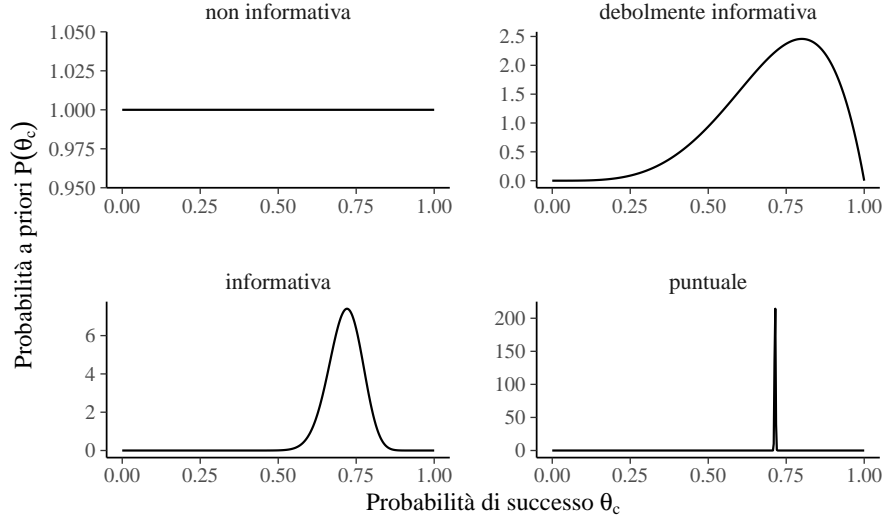 non informativa
debolmente informativa
1.050
1.025
1.000
0.975
0.950
0.00 0.25 0.50 0.75 1.00
2.5
2.0
1.5
1.0
0.5
0.0
0.00 0.25 0.50 0.75 1.00
Probabilità a priori P(θc)
informativa
puntuale
6
4
2
0
0.00 0.25 0.50 0.75 1.00
200
150
100
50
0
0.00 0.25 0.50 0.75 1.00
Probabilità di successo θc